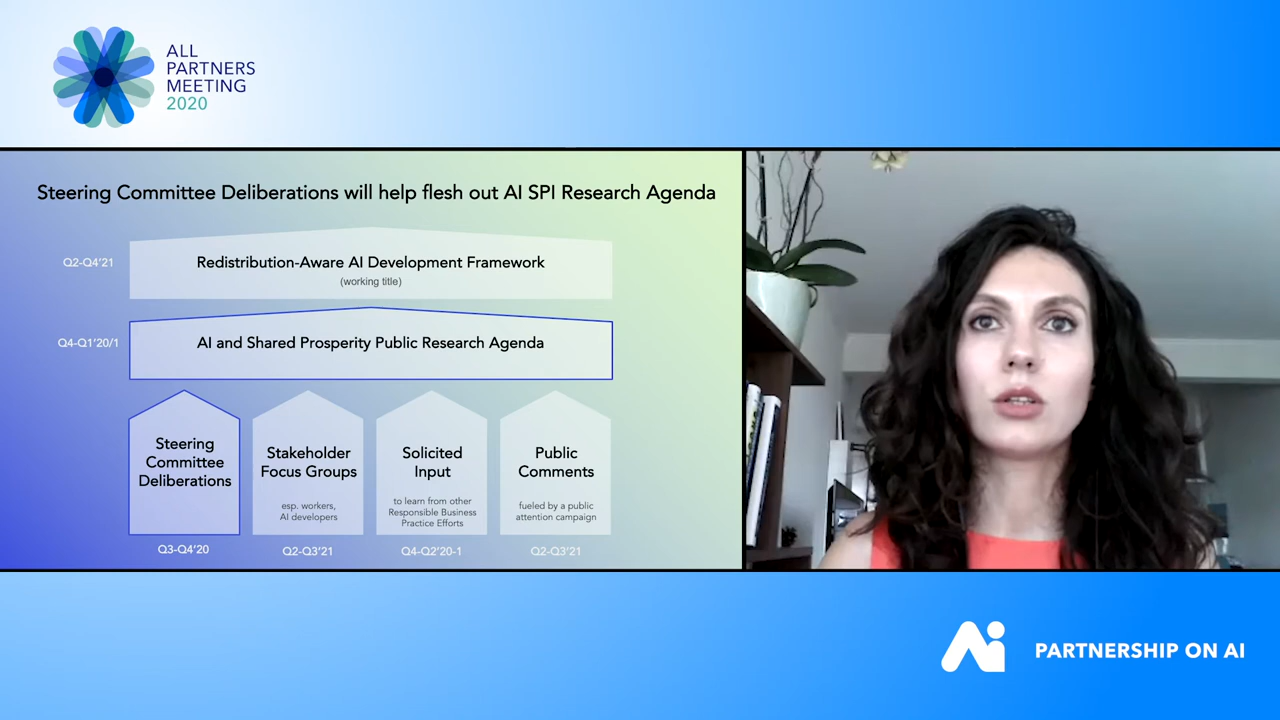 ALL
PARTNERS
MEETING
2020
Steering Committee Deliberations will help flesh out AI SPI Research Agenda
Q2-Q4'21
Redistribution-Aware AI Development Framework
(working title)
Q4-Q1'20/1
AI and Shared Prosperity Public Research Agenda
Steering
Committee
Deliberations
Q3-Q4'20
Stakeholder
Focus Groups
esp. workers,
AI developers
Q2-Q3'21
Solicited
Input
to learn from other
Responsible Business
Practice Efforts
Q4-Q2'20-1
Public
Comments
fueled by a public
attention campaign
Q2-Q3'21
PARTNERSHIP ON AI